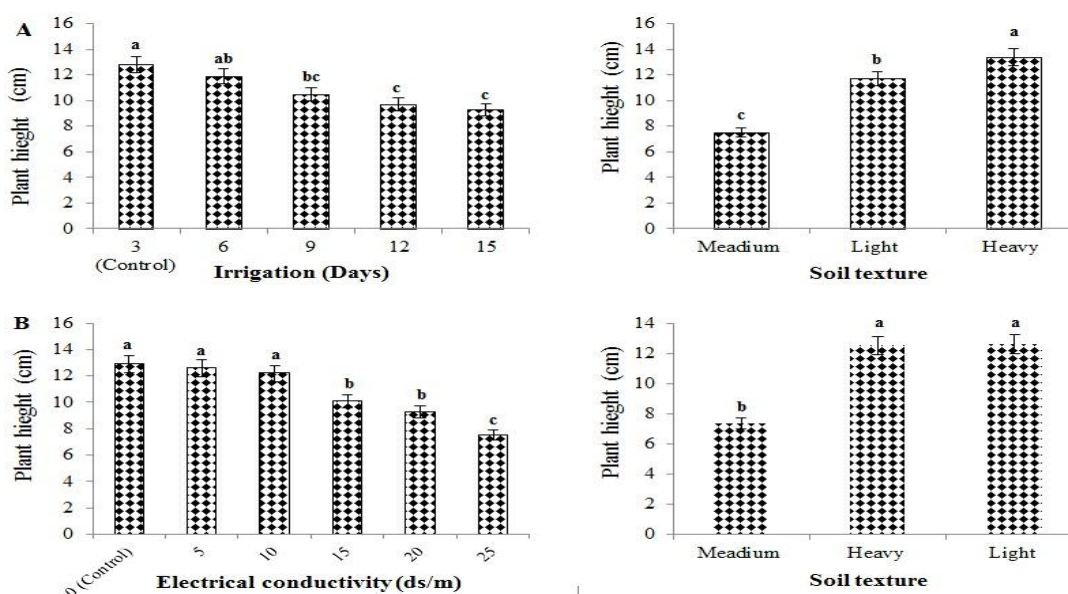 A
Plant hieght (cm)
16
14
12
10
8
6
4
2
0
a
ab
bc
c
c
3 6 9 12 15
(Control)
Irrigation (Days)
Plant hieght (cm)
16
14
12
10
8
6
4
2
0
c
b
a
Meadium Light Heavy
Soil texture
B
Plant hieght (cm)
16
14
12
10
8
6
4
2
0
a
a
a
b
b
c
0 (Control) 5 10 15 20 25
Electrical conductivity (ds/m)
Plant hieght (cm)
14
12
10
8
6
4
2
0
b
a
a
Meadium Heavy Light
Soil texture